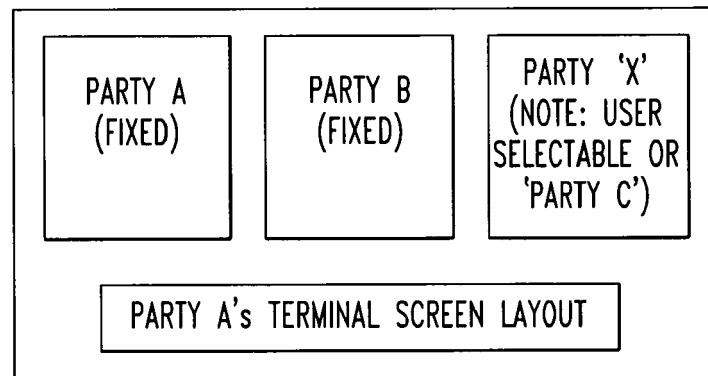 PARTY A
(FIXED)
PARTY B
(FIXED)
PARTY 'X'
(NOTE: USER
SELECTABLE OR
'PARTY C')
PARTY A's TERMINAL SCREEN LAYOUT